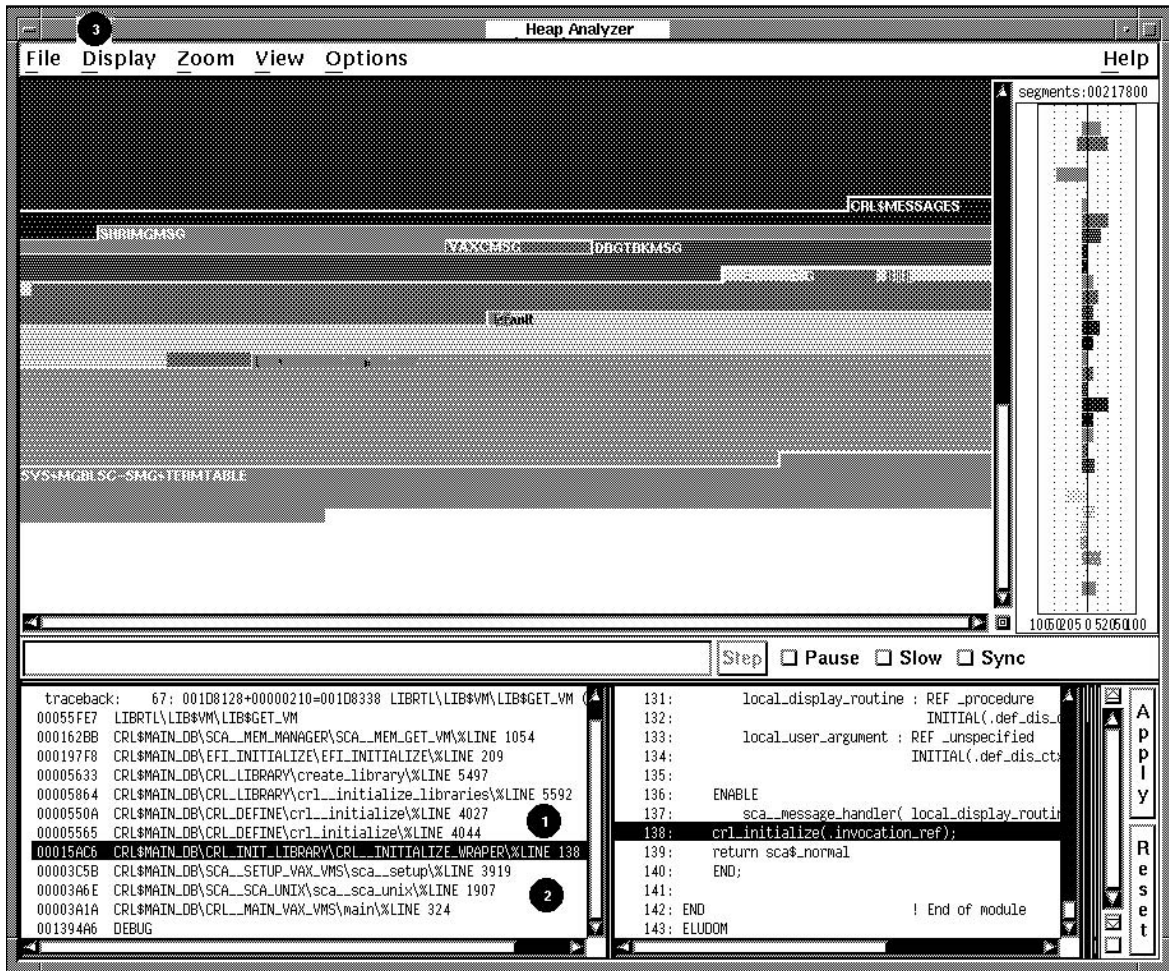 3
Heap Analyzer
File Display Zoom View Options Help
segments:00217800
CRL$MESSAGES
SHRIMGMSG
VAXCMSG DBGTBKMSG
SYS$MGBLSC-SMG$TERMTABLE
Step Pause Slow Sync
traceback: 67: 001D8128+00000210=001D8338 LIBRTL\LIB$VM\LIB$GET_VM (
00055FE7 LIBRTL\LIB$VM\LIB$GET_VM
000162BB CRL$MAIN_DB\SCA__MEM_MANAGER\SCA__MEM_GET_VM\%LINE 1054
000197F8 CRL$MAIN_DB\EFI_INITIALIZE\EFI_INITIALIZE\%LINE 209
00005633 CRL$MAIN_DB\CRL_LIBRARY\create_library\%LINE 5497
00005864 CRL$MAIN_DB\CRL_LIBRARY\crl__initialize_libraries\%LINE 5592
0000550A CRL$MAIN_DB\CRL_DEFINE\crl__initialize\%LINE 4027
1
00005565 CRL$MAIN_DB\CRL_DEFINE\crl_initialize\%LINE 4044
00015AC6 CRL$MAIN_DB\CRL_INIT_LIBRARY\CRL__INITIALIZE_WRAPER\%LINE 138
00003C5B CRL$MAIN_DB\SCA__SETUP_VAX_VMS\sca__setup\%LINE 3919
00003A6E CRL$MAIN_DB\SCA__SCA_UNIX\sca__sca_unix\%LINE 1907
2
00003A1A CRL$MAIN_DB\CRL__MAIN_VAX_VMS\main\%LINE 324
001394A6 DEBUG
131: local_display_routine : REF _procedure
132: INITIAL(.def_dis_
133: local_user_argument : REF _unspecified
134: INITIAL(.def_dis_ctx
135:
136: ENABLE
137: sca__message_handler( local_display_routin
138: crl_initialize(.invocation_ref);
139: return sca$_normal
140: END;
141:
142: END ! End of module
143: ELUDOM
Apply
Reset